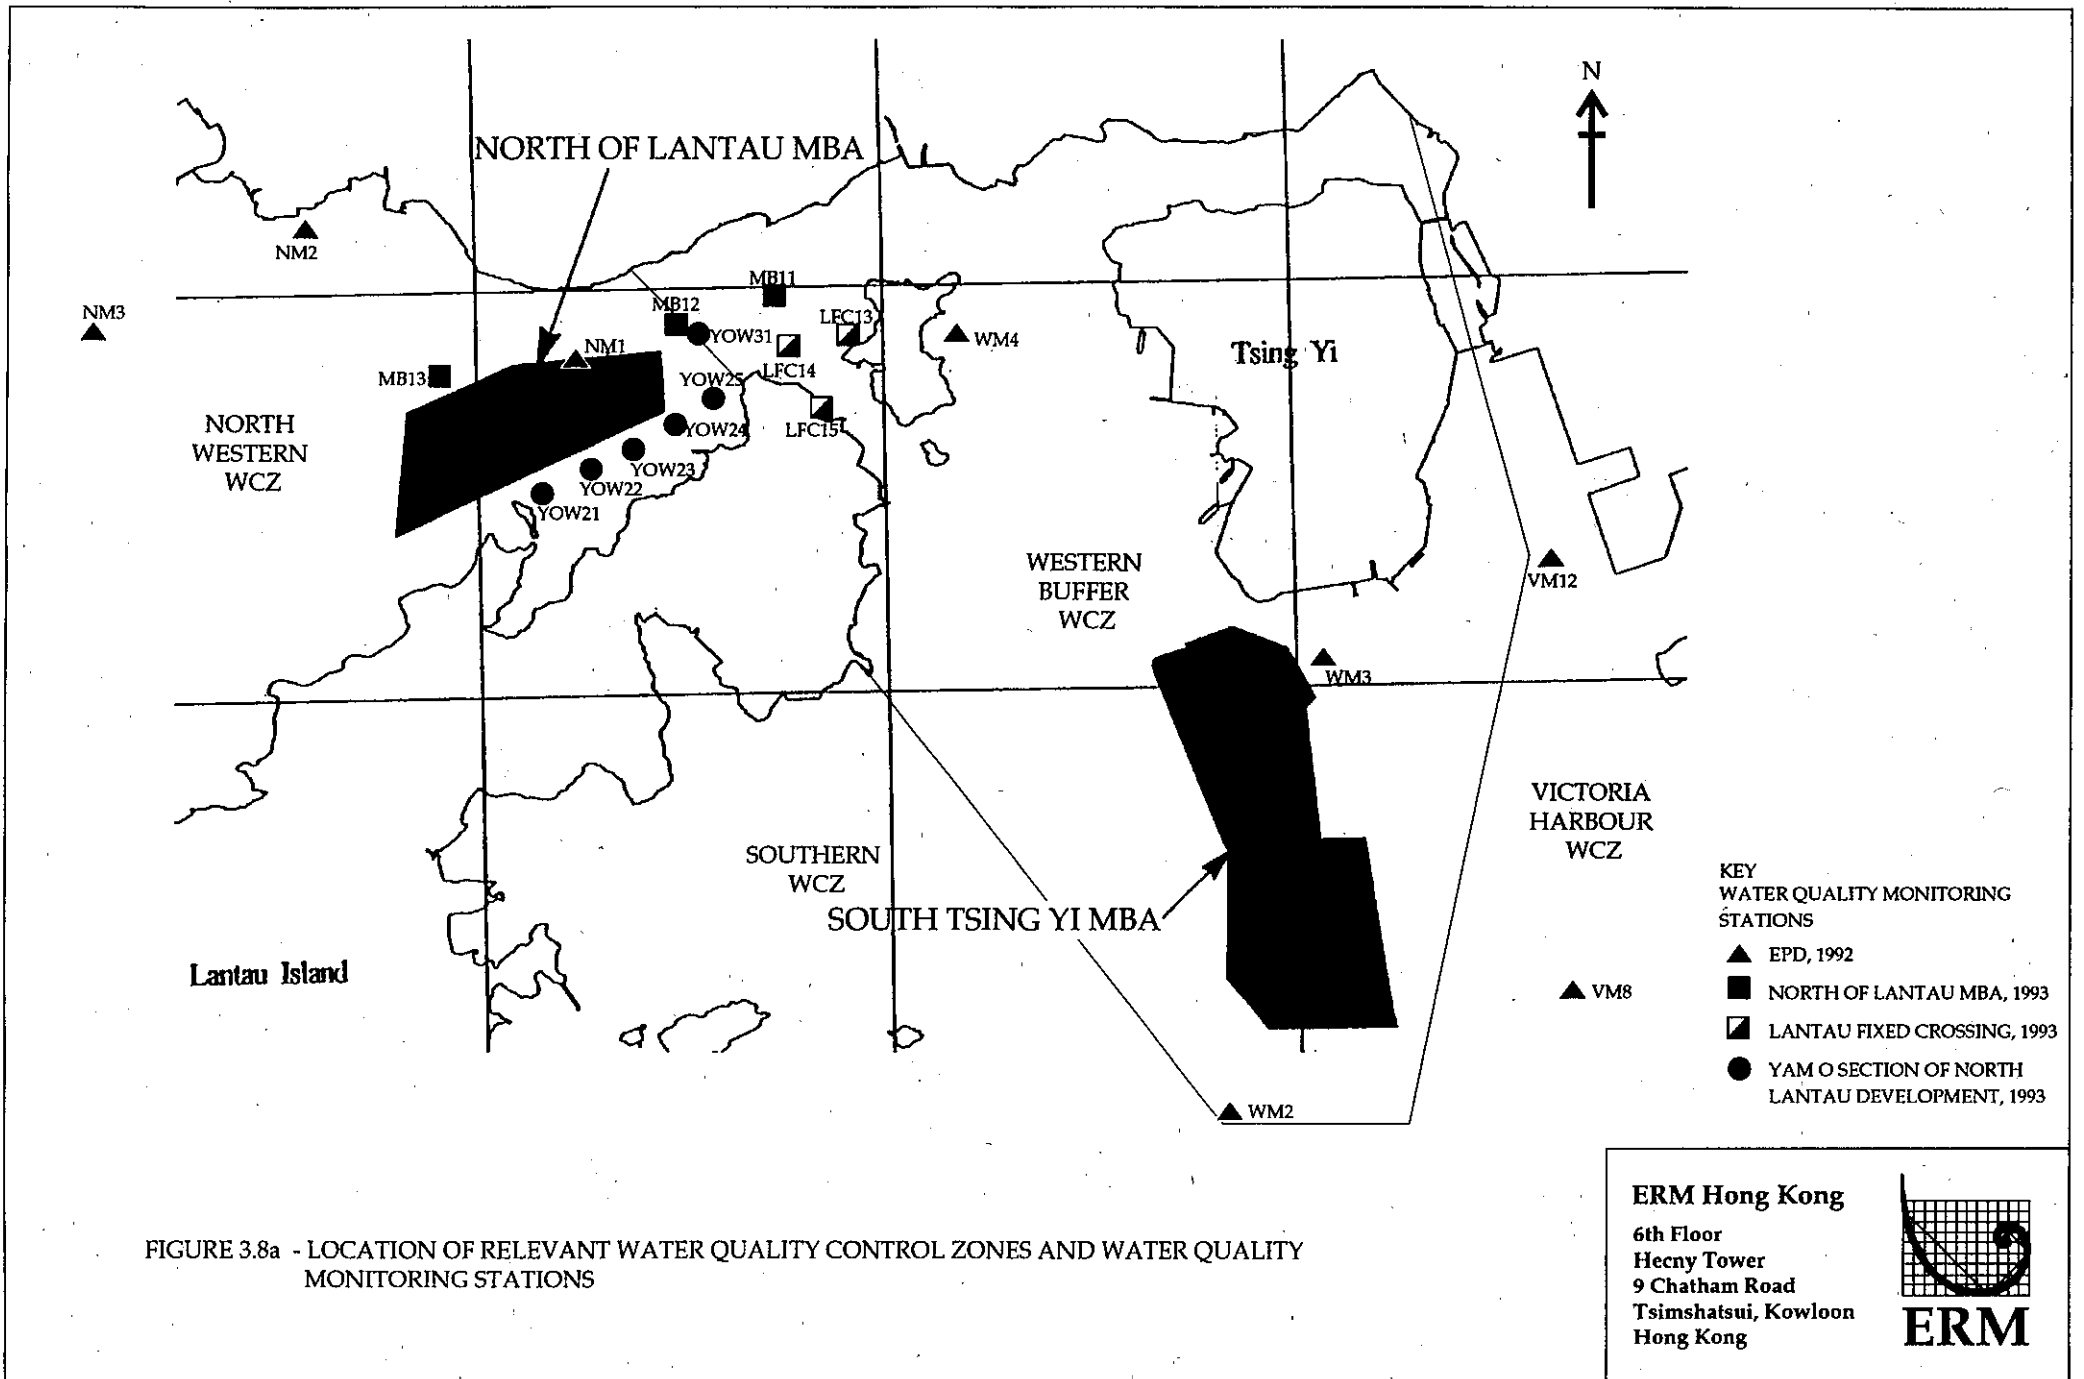 N
NORTH OF LANTAU MBA
NM2
NM3
MB11
MB12
LFC13
YOW31
WM4
NM1
LFC14
Tsing Yi
MB13
YOW25
NORTH
WESTERN
WCZ
YOW24
LFC15
YOW23
YOW22
YOW21
WESTERN
BUFFER
WCZ
VM12
WM3
VICTORIA
HARBOUR
WCZ
SOUTHERN
WCZ
SOUTH TSING YI MBA
Lantau Island
VM8
WM2
KEY
WATER QUALITY MONITORING
STATIONS
EPD, 1992
NORTH OF LANTAU MBA, 1993
LANTAU FIXED CROSSING, 1993
YAM O SECTION OF NORTH
LANTAU DEVELOPMENT, 1993
FIGURE 3.8a - LOCATION OF RELEVANT WATER QUALITY CONTROL ZONES AND WATER QUALITY
MONITORING STATIONS
ERM Hong Kong
6th Floor
Hecny Tower
9 Chatham Road
Tsimshatsui, Kowloon
Hong Kong
ERM